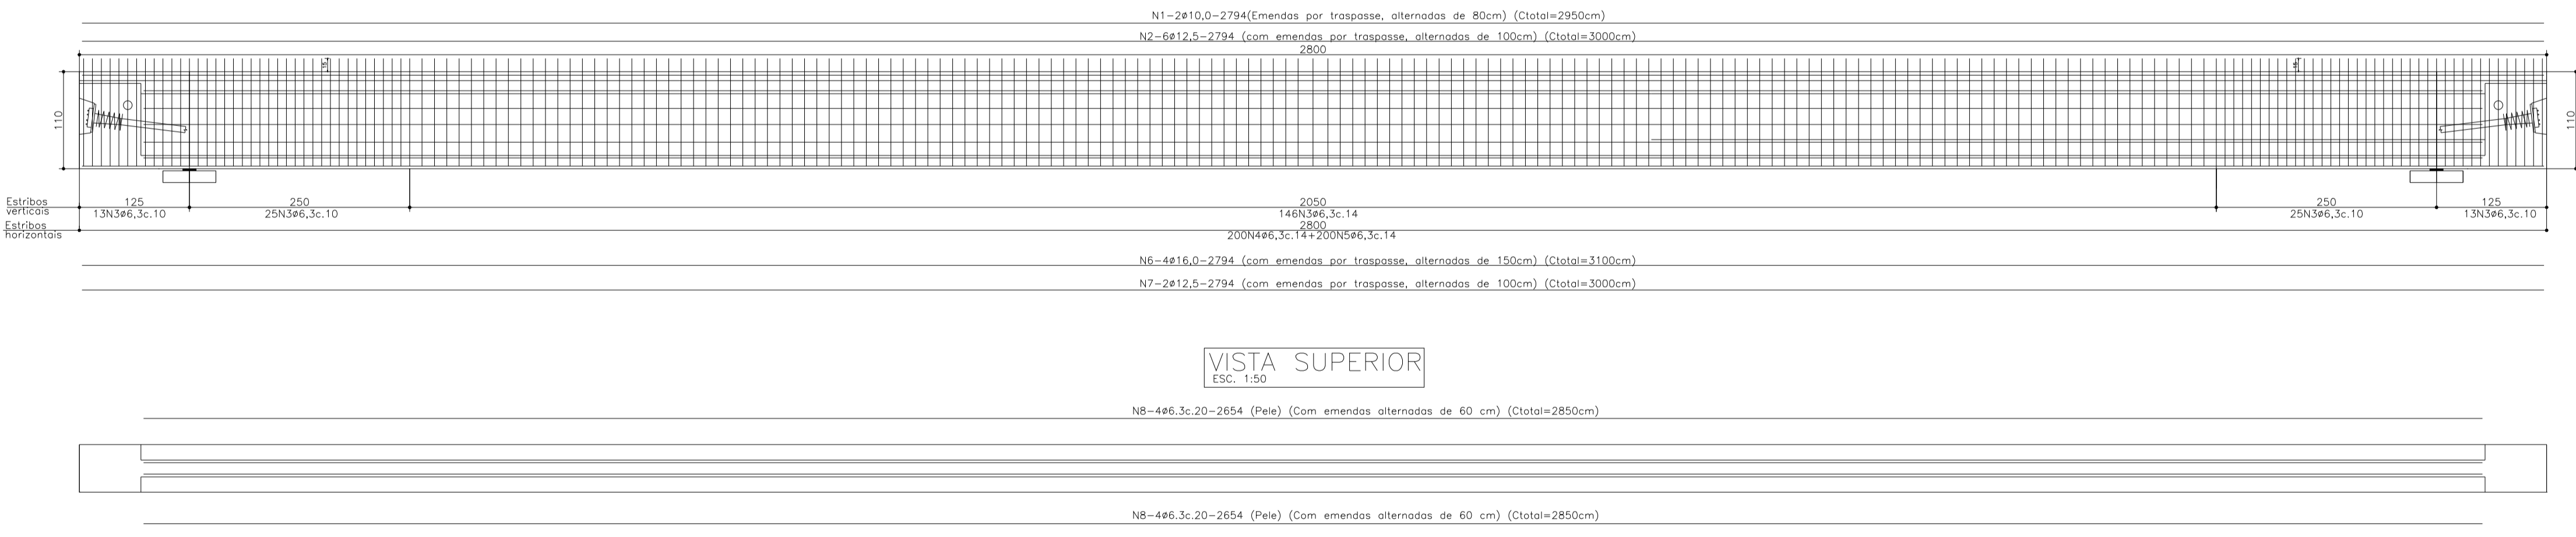 N1-2ø10,0-2794(Emendas por traspasse, alternadas de 80cm) (Ctotal=2950cm)
N2-6ø12,5-2794 (com emendas por traspasse, alternadas de 100cm) (Ctotal=3000cm)
2800
15
15
110
110
Estribos
verticais
125
250
2050
250
125
13N3ø6,3c.10
25N3ø6,3c.10
146N3ø6,3c.14
25N3ø6,3c.10
13N3ø6,3c.10
Estribos
horizontais
2800
200N4ø6,3c.14+200N5ø6,3c.14
N6-4ø16,0-2794 (com emendas por traspasse, alternadas de 150cm) (Ctotal=3100cm)
N7-2ø12,5-2794 (com emendas por traspasse, alternadas de 100cm) (Ctotal=3000cm)
VISTA SUPERIOR
ESC. 1:50
N8-4ø6.3c.20-2654 (Pele) (Com emendas alternadas de 60 cm) (Ctotal=2850cm)
N8-4ø6.3c.20-2654 (Pele) (Com emendas alternadas de 60 cm) (Ctotal=2850cm)